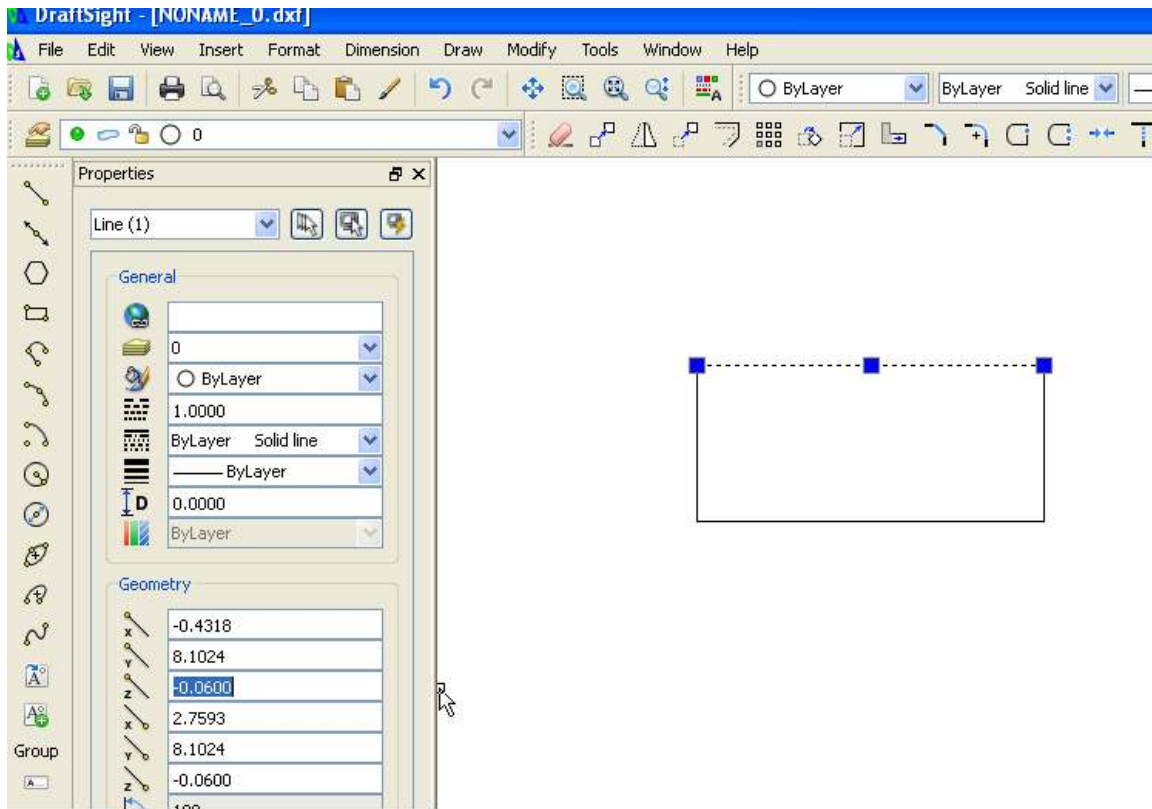 DraftSight - [NONAME_0.dxf]
File Edit View Insert Format Dimension Draw Modify Tools Window Help
A ByLayer ByLayer Solid line
0
Properties
Line (1)
General
0
ByLayer
1.0000
ByLayer Solid line
ByLayer
D 0.0000
ByLayer
Geometry
x -0.4318
Y 8.1024
z -0.0600
x 2.7593
Y 8.1024
z -0.0600
Group